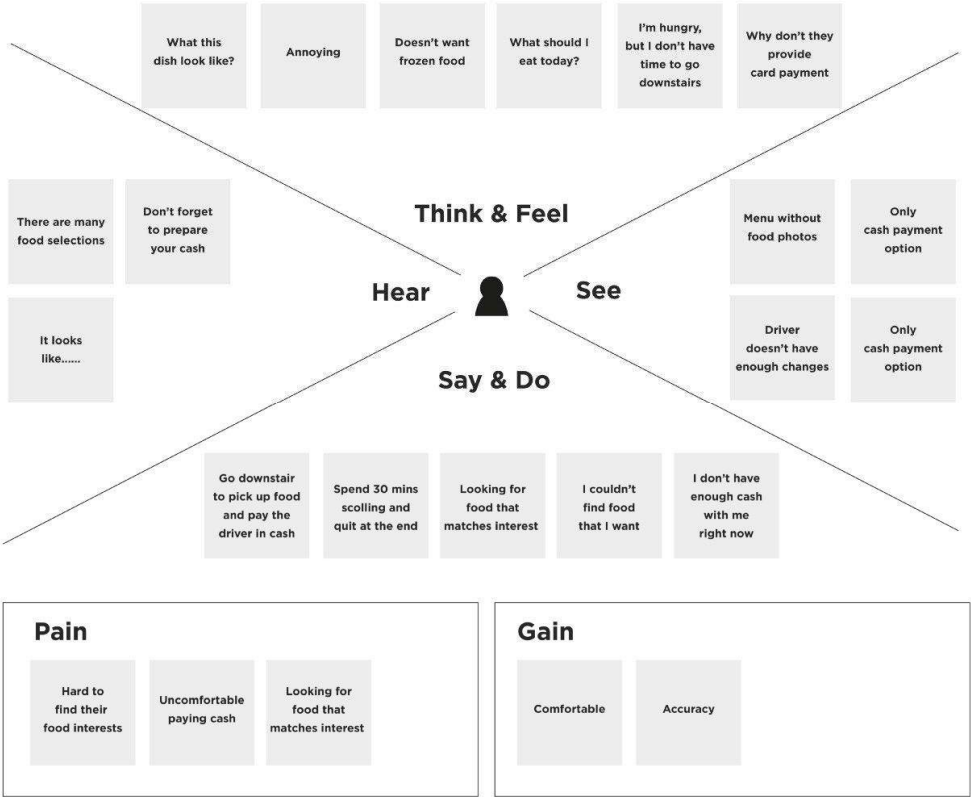 What this
dish look like?
Annoying
Doesn't want
frozen food
What should I
eat today?
I'm hungry,
but I don't have
time to go
downstairs
Why don't they
provide
card payment
Think & Feel
There are many
food selections
Don't forget
to prepare
your cash
It looks
like......
Hear
See
Menu without
food photos
Only
cash payment
option
Driver
doesn't have
enough changes
Only
cash payment
option
Say & Do
Go downstair
to pick up food
and pay the
driver in cash
Spend 30 mins
scolling and
quit at the end
Looking for
food that
matches interest
I couldn't
find food
that I want
I don't have
enough cash
with me
right now
Pain
Hard to
find their
food interests
Uncomfortable
paying cash
Looking for
food that
matches interest
Gain
Comfortable
Accuracy